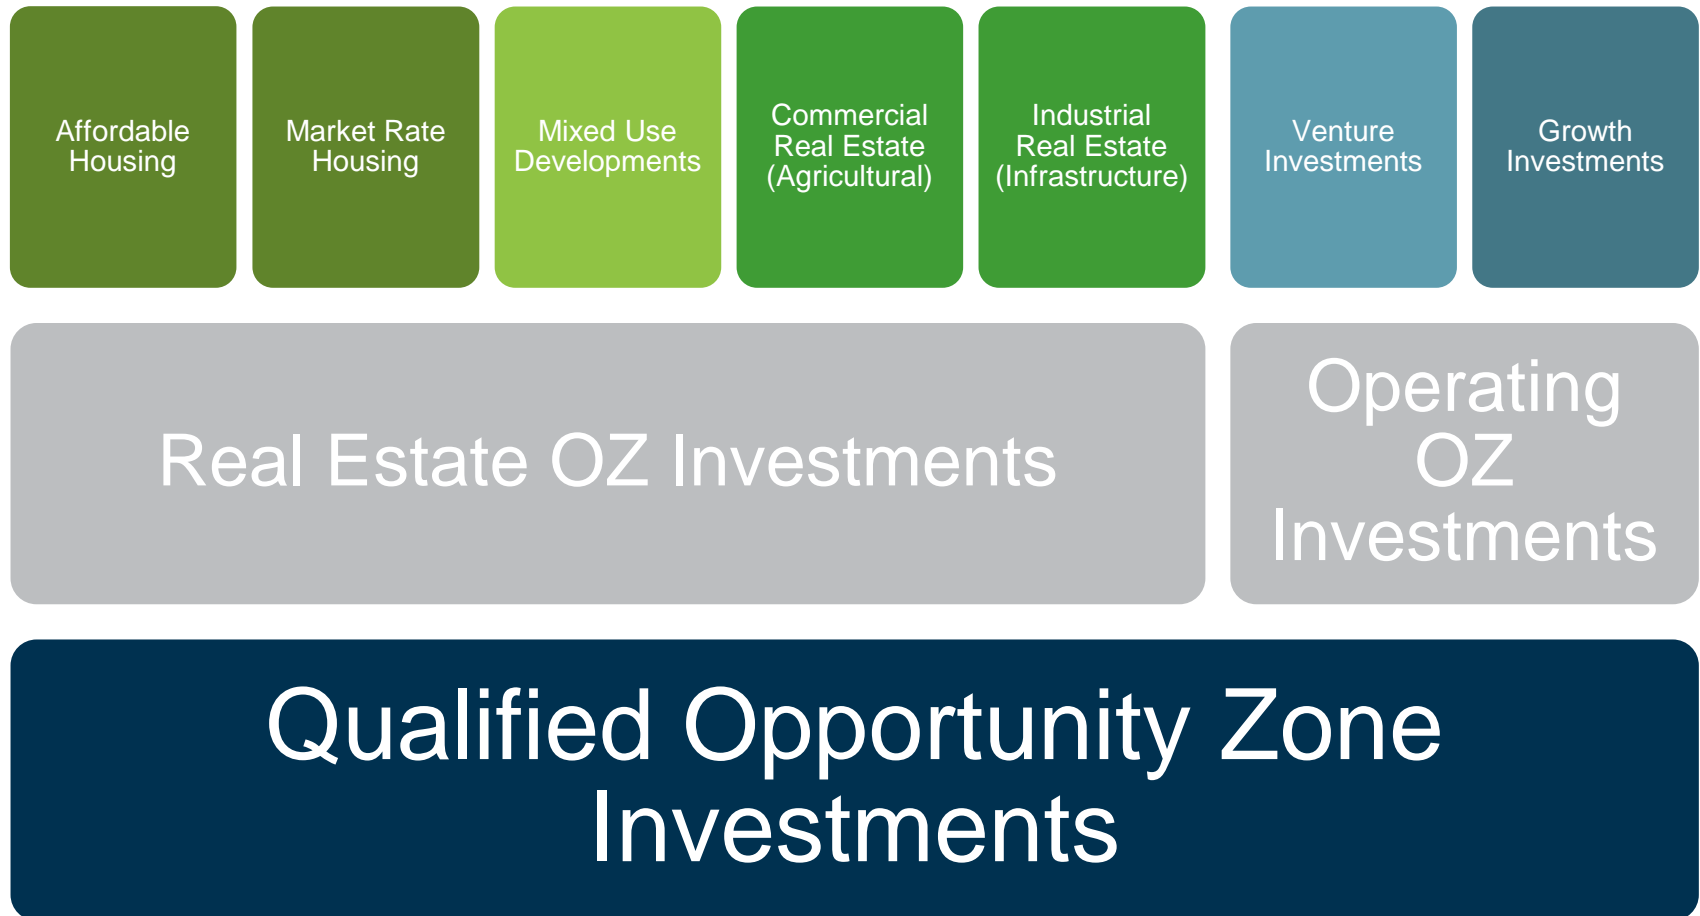 Affordable
Housing
Market Rate
Housing
Mixed Use
Developments
Commercial
Real Estate
(Agricultural)
Industrial
Real Estate
(Infrastructure)
Venture
Investments
Growth
Investments
Real Estate OZ Investments
Operating
OZ
Investments
Qualified Opportunity Zone
Investments